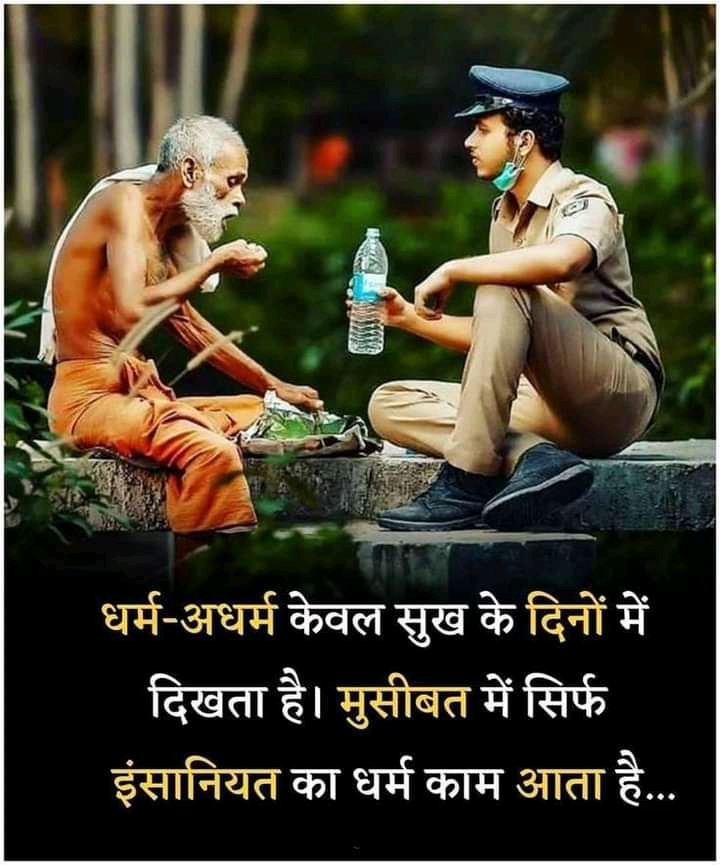 धर्म-अधर्म केवल सुख के दिनों में
दिखता है। मुसीबत में सिर्फ
इंसानियत का धर्म काम आता है...